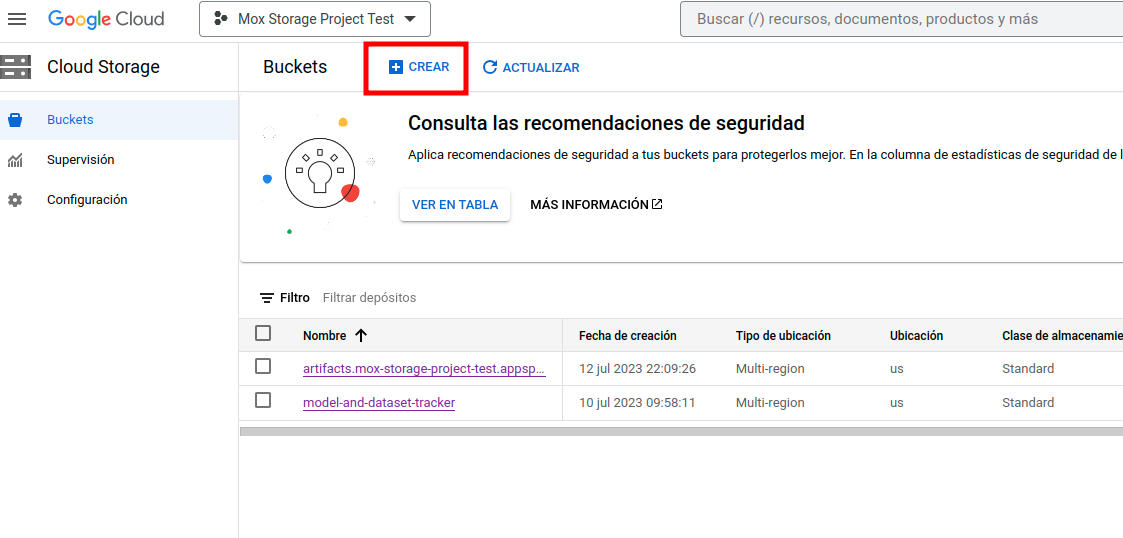 Google Cloud
Mox Storage Project Test
Buscar (/) recursos, documentos, productos y más
Cloud Storage
Buckets
CREAR
ACTUALIZAR
Buckets
Supervisión
Configuración
Consulta las recomendaciones de seguridad
Aplica recomendaciones de seguridad a tus buckets para protegerlos mejor. En la columna de estadísticas de seguridad de l
VER EN TABLA
MÁS INFORMACIÓN
Filtro Filtrar depósitos
Nombre Fecha de creación Tipo de ubicación Ubicación Clase de almacenamie
artifacts.mox-storage-project-test.appsp... 12 jul 2023 22:09:26 Multi-region us Standard
model-and-dataset-tracker 10 jul 2023 09:58:11 Multi-region us Standard